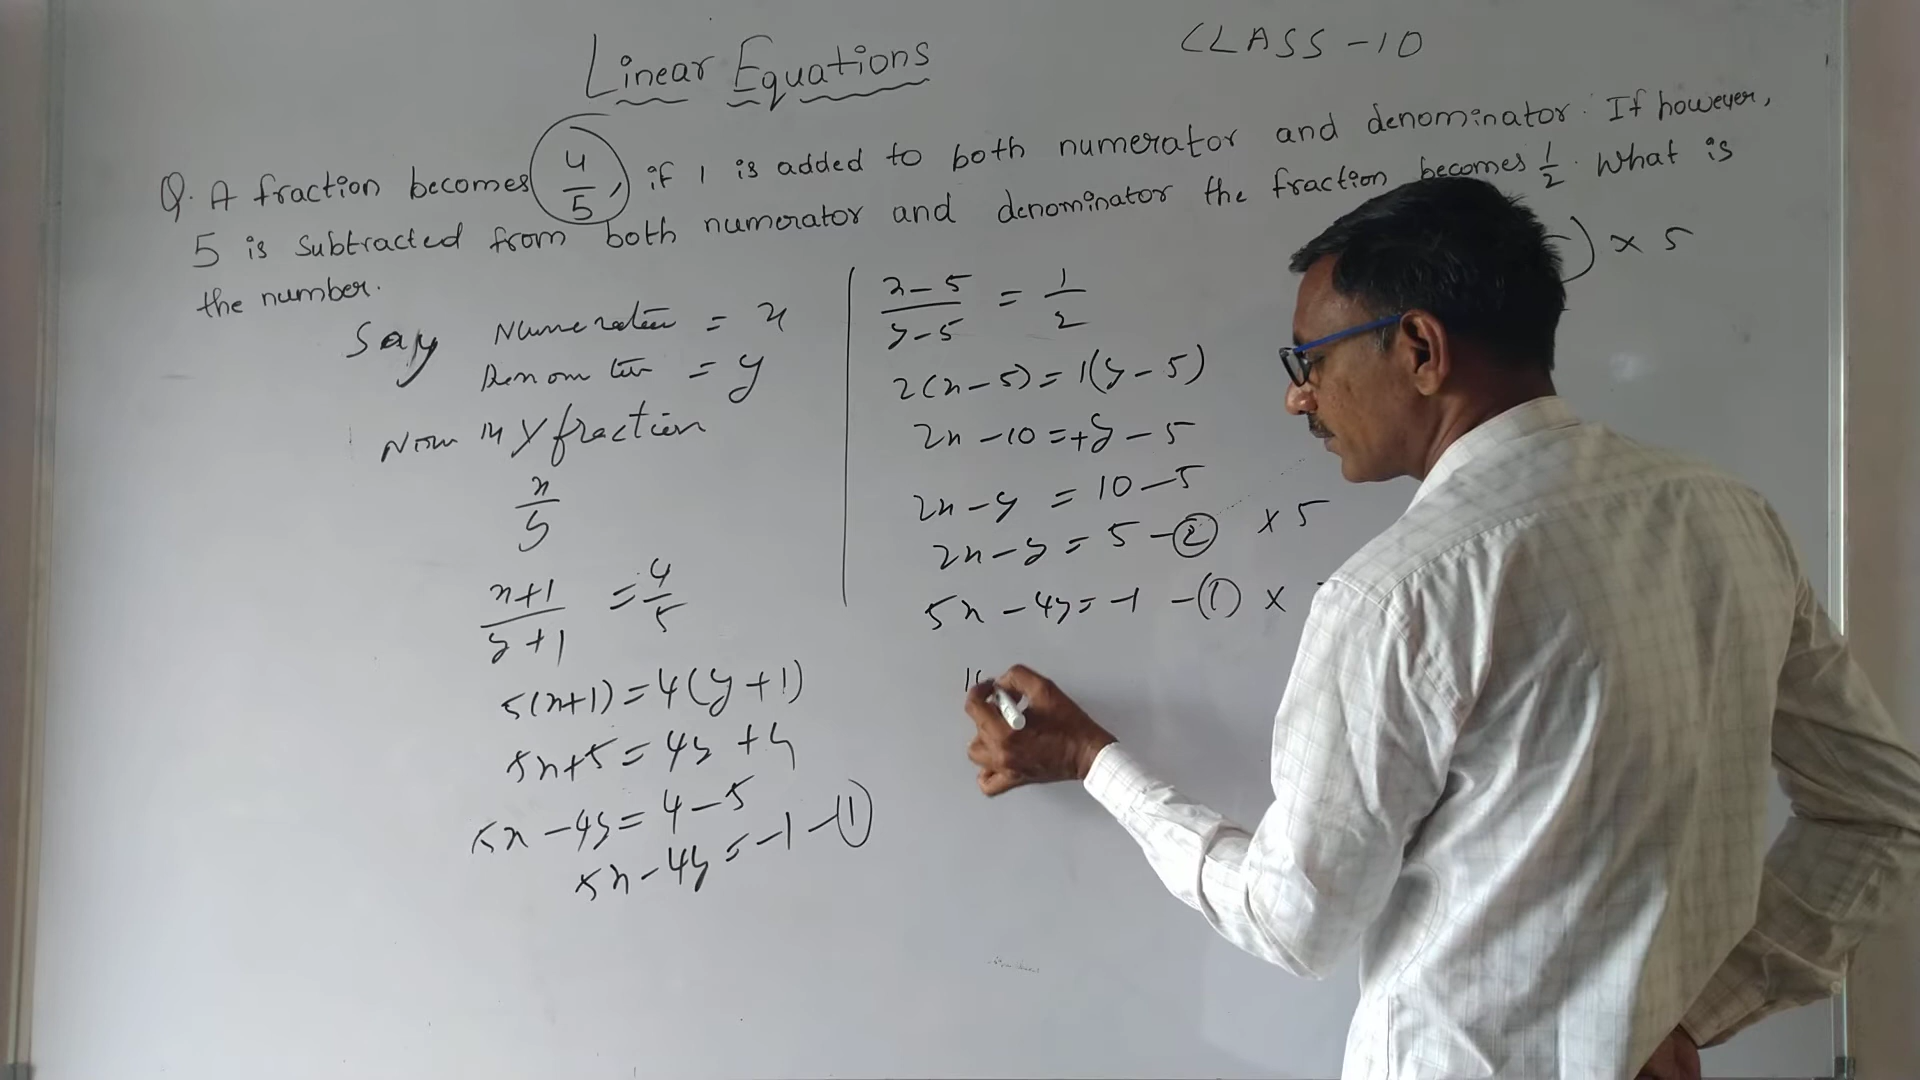 Linear Equations
CLASS-10
Q. A fraction becomes 4/5, if 1 is added to both numerator and denominator. If however,
5 is subtracted from both numerator and denominator the fraction becomes 1/2. What is
the number.
Say Numerator = x
Denomtr = y
Now my fraction
x/y
(x+1)/(y+1) = 4/5
5(x+1) = 4(y+1)
5x+5 = 4y+4
5x-4y = 4-5
5x-4y = -1 - ①
(x-5)/(y-5) = 1/2
2(x-5) = 1(y-5)
2x-10 = +y-5
2x-y = 10-5
2x-y = 5 - ② × 5
5x-4y = -1 - ① ×
) × 5